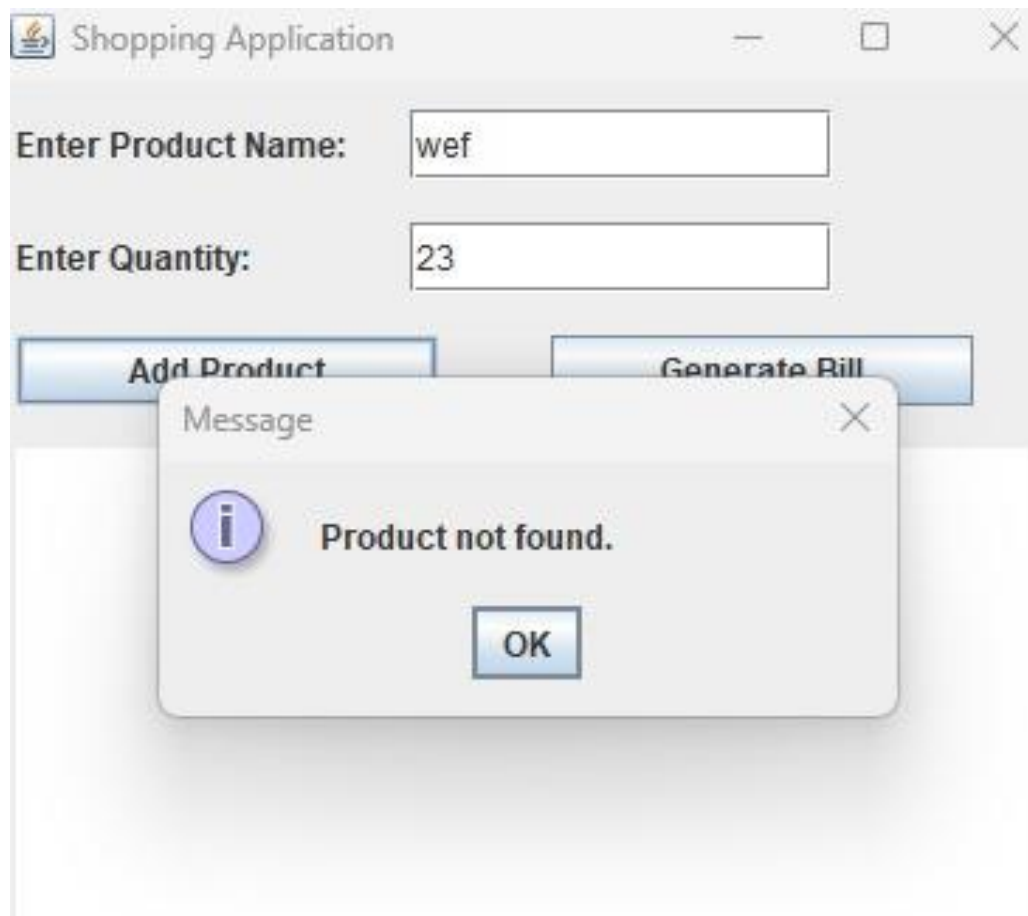 Shopping Application
Enter Product Name: wef
Enter Quantity: 23
Add Product Generate Bill
Message
Product not found.
OK